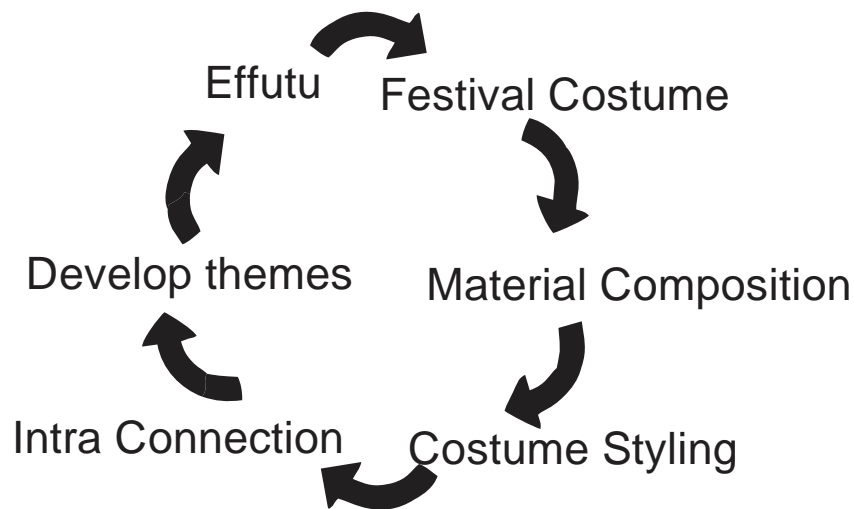 Effutu
Festival Costume
Material Composition
Costume Styling
Intra Connection
Develop themes